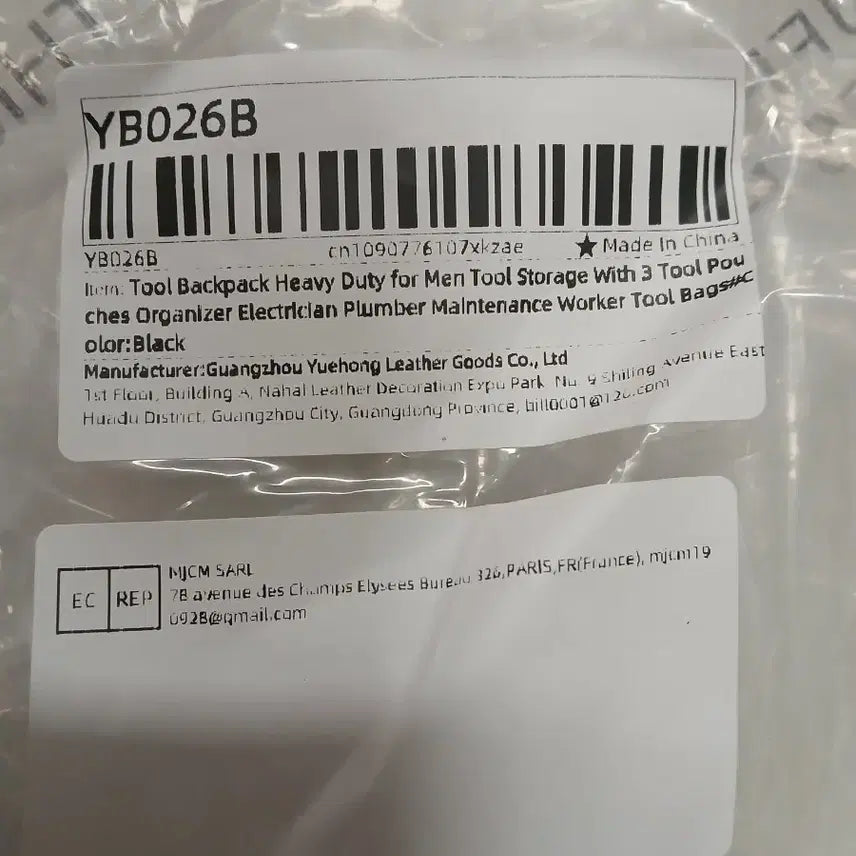 YB026B
YB026B cn1090776107xkzae ★ Made In China
Item: Tool Backpack Heavy Duty for Men Tool Storage With 3 Tool Pou
ches Organizer Electrician Plumber Maintenance Worker Tool Bags#C
olor:Black
Manufacturer:Guangzhou Yuehong Leather Goods Co., Ltd
1st Floor, Building A, Nahai Leather Decoration Expo Park, No. 9 Shiling Avenue East
Huadu District, Guangzhou City, Guangdong Province,
EC REP
MJCM SARL
78 avenue des Champs Elysees Bureau 326,PARIS,FR(France), mjcm19
0928@gmail.com